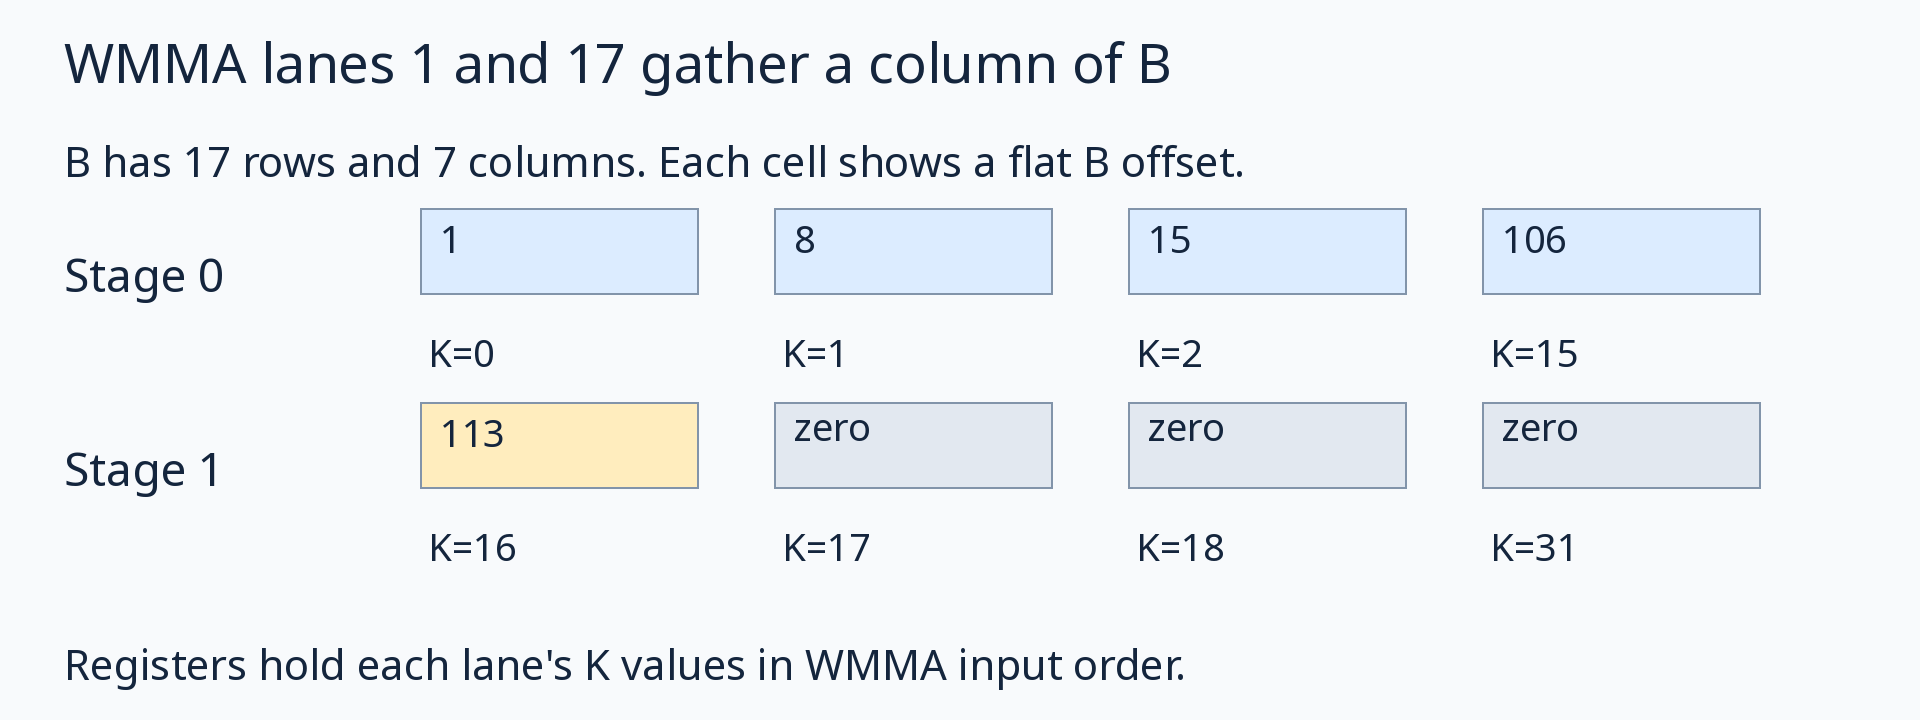 WMMA lanes 1 and 17 gather a column of B
B has 17 rows and 7 columns. Each cell shows a flat B offset.
Stage 0
1
8
15
106
K=0
K=1
K=2
K=15
Stage 1
113
zero
zero
zero
K=16
K=17
K=18
K=31
Registers hold each lane's K values in WMMA input order.